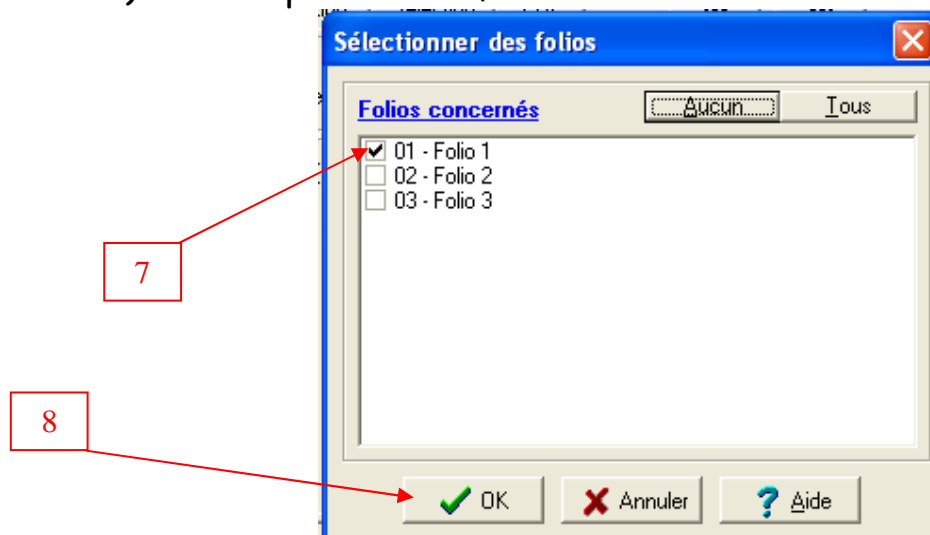 Sélectionner des folios
Folios concernés
Aucun
Tous
01 - Folio 1
02 - Folio 2
03 - Folio 3
7
8
OK
Annuler
Aide